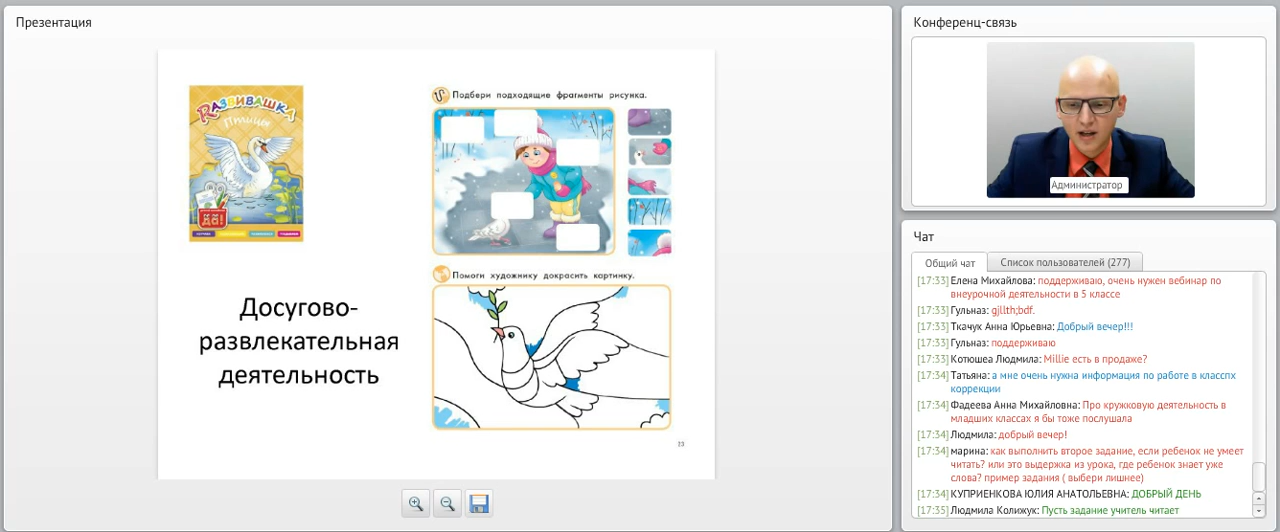 Презентация
РАЗВИВАШКА
Птицы
ДА!
Досугово-
развлекательная
деятельность
Подбери подходящие фрагменты рисунка.
Помоги художнику докрасить картинку.
33
Конференц-связь
Администратор
Чат
Общий чат
Список пользователей (277)
[17:33] Елена Михайлова: поддерживаю, очень нужен вебинар по
внеурочной деятельности в 5 классе
[17:33] Гульназ: gjllth;bdf.
[17:33] Ткачук Анна Юрьевна: Добрый вечер!!!
[17:33] Гульназ: поддерживаю
[17:33] Котюшеа Людмила: Millie есть в продаже?
[17:34] Татьяна: а мне очень нужна информация по работе в класспх
коррекции
[17:34] Фадеева Анна Михайловна: Про кружковую деятельность в
младших классах я бы тоже послушала
[17:34] Людмила: добрый вечер!
[17:34] марина: как выполнить второе задание, если ребенок не умеет
читать? или это выдержка из урока, где ребенок знает уже
слова? пример задания ( выбери лишнее)
[17:34] КУПРИЕНКОВА ЮЛИЯ АНАТОЛЬЕВНА: ДОБРЫЙ ДЕНЬ
[17:35] Людмила Колижук: Пусть задание учитель читает